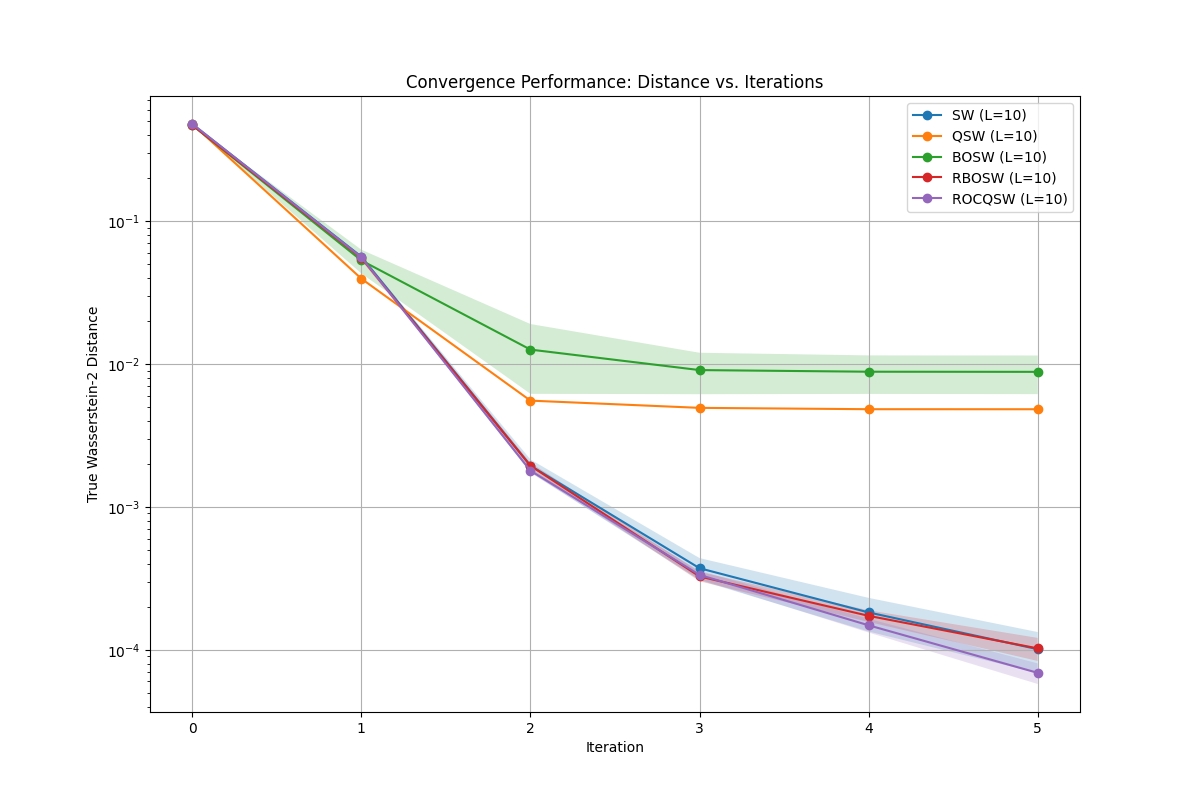 Convergence Performance: Distance vs. Iterations
SW (L=10)
QSW (L=10)
BOSW (L=10)
RBOSW (L=10)
ROCQSW (L=10)
True Wasserstein-2 Distance
10⁻¹
10⁻²
10⁻³
10⁻⁴
0 1 2 3 4 5
Iteration